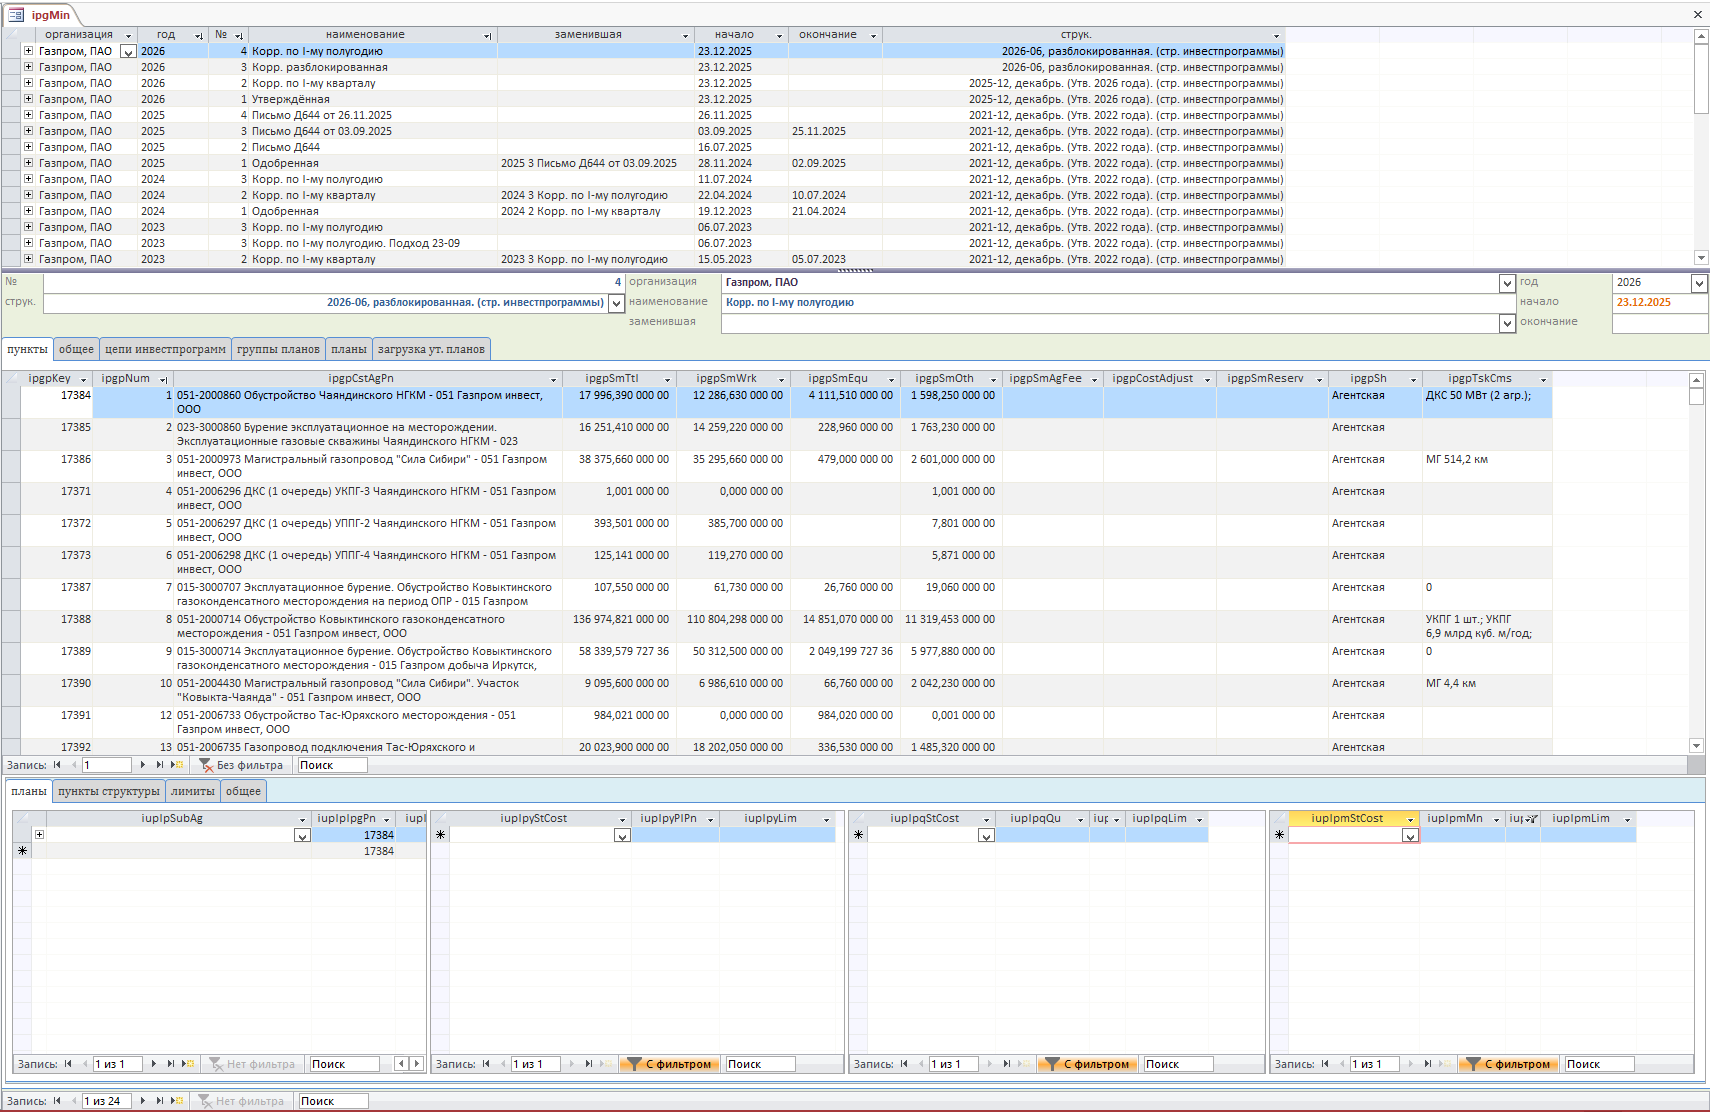 ipgMin
организация год № наименование заменившая начало окончание струк.
Газпром, ПАО 2026 4 Корр. по I-му полугодию 23.12.2025 2026-06, разблокированная. (стр. инвестпрограммы)
Газпром, ПАО 2026 3 Корр. разблокированная 23.12.2025 2026-06, разблокированная. (стр. инвестпрограммы)
Газпром, ПАО 2026 2 Корр. по I-му кварталу 23.12.2025 2025-12, декабрь. (Утв. 2026 года). (стр. инвестпрограммы)
Газпром, ПАО 2026 1 Утверждённая 23.12.2025 2025-12, декабрь. (Утв. 2026 года). (стр. инвестпрограммы)
Газпром, ПАО 2025 4 Письмо Д644 от 26.11.2025 26.11.2025 2021-12, декабрь. (Утв. 2022 года). (стр. инвестпрограммы)
Газпром, ПАО 2025 3 Письмо Д644 от 03.09.2025 03.09.2025 25.11.2025 2021-12, декабрь. (Утв. 2022 года). (стр. инвестпрограммы)
Газпром, ПАО 2025 2 Письмо Д644 16.07.2025 2021-12, декабрь. (Утв. 2022 года). (стр. инвестпрограммы)
Газпром, ПАО 2025 1 Одобренная 2025 3 Письмо Д644 от 03.09.2025 28.11.2024 02.09.2025 2021-12, декабрь. (Утв. 2022 года). (стр. инвестпрограммы)
Газпром, ПАО 2024 3 Корр. по I-му полугодию 11.07.2024 2021-12, декабрь. (Утв. 2022 года). (стр. инвестпрограммы)
Газпром, ПАО 2024 2 Корр. по I-му кварталу 2024 3 Корр. по I-му полугодию 22.04.2024 10.07.2024 2021-12, декабрь. (Утв. 2022 года). (стр. инвестпрограммы)
Газпром, ПАО 2024 1 Одобренная 2024 2 Корр. по I-му кварталу 19.12.2023 21.04.2024 2021-12, декабрь. (Утв. 2022 года). (стр. инвестпрограммы)
Газпром, ПАО 2023 3 Корр. по I-му полугодию 06.07.2023 2021-12, декабрь. (Утв. 2022 года). (стр. инвестпрограммы)
Газпром, ПАО 2023 3 Корр. по I-му полугодию. Подход 23-09 06.07.2023 2021-12, декабрь. (Утв. 2022 года). (стр. инвестпрограммы)
Газпром, ПАО 2023 2 Корр. по I-му кварталу 2023 3 Корр. по I-му полугодию 15.05.2023 05.07.2023 2021-12, декабрь. (Утв. 2022 года). (стр. инвестпрограммы)
№ 4 организация Газпром, ПАО год 2026
струк. 2026-06, разблокированная. (стр. инвестпрограммы) наименование Корр. по I-му полугодию начало 23.12.2025
заменившая окончание
пункты общее цепи инвестпрограмм группы планов планы загрузка ут. планов
ipgpKey ipgpNum ipgpCstAgPn ipgpSmTtl ipgpSmWrk ipgpSmEqu ipgpSmOth ipgpSmAgFee ipgpCostAdjust ipgpSmReserv ipgpSh ipgpTskCms
17384 1 051-2000860 Обустройство Чаяндинского НГКМ - 051 Газпром инвест, 17 996,390 000 00 12 286,630 000 00 4 111,510 000 00 1 598,250 000 00 Агентская ДКС 50 МВт (2 агр.);
ООО
17385 2 023-3000860 Бурение эксплуатационное на месторождении. 16 251,410 000 00 14 259,220 000 00 228,960 000 00 1 763,230 000 00 Агентская
Эксплуатационные газовые скважины Чаяндинского НГКМ - 023
17386 3 051-2000973 Магистральный газопровод "Сила Сибири" - 051 Газпром 38 375,660 000 00 35 295,660 000 00 479,000 000 00 2 601,000 000 00 Агентская МГ 514,2 км
инвест, ООО
17371 4 051-2006296 ДКС (1 очередь) УКПГ-3 Чаяндинского НГКМ - 051 Газпром 1,001 000 00 0,000 000 00 1,001 000 00 Агентская
инвест, ООО
17372 5 051-2006297 ДКС (1 очередь) УППГ-2 Чаяндинского НГКМ - 051 Газпром 393,501 000 00 385,700 000 00 7,801 000 00 Агентская
инвест, ООО
17373 6 051-2006298 ДКС (1 очередь) УППГ-4 Чаяндинского НГКМ - 051 Газпром 125,141 000 00 119,270 000 00 5,871 000 00 Агентская
инвест, ООО
17387 7 015-3000707 Эксплуатационное бурение. Обустройство Ковыктинского 107,550 000 00 61,730 000 00 26,760 000 00 19,060 000 00 Агентская 0
газоконденсатного месторождения на период ОПР - 015 Газпром
17388 8 051-2000714 Обустройство Ковыктинского газоконденсатного 136 974,821 000 00 110 804,298 000 00 14 851,070 000 00 11 319,453 000 00 Агентская УКПГ 1 шт.; УКПГ
месторождения - 051 Газпром инвест, ООО 6,9 млрд куб. м/год;
17389 9 015-3000714 Эксплуатационное бурение. Обустройство Ковыктинского 58 339,579 727 36 50 312,500 000 00 2 049,199 727 36 5 977,880 000 00 Агентская 0
газоконденсатного месторождения - 015 Газпром добыча Иркутск,
17390 10 051-2004430 Магистральный газопровод "Сила Сибири". Участок 9 095,600 000 00 6 986,610 000 00 66,760 000 00 2 042,230 000 00 Агентская МГ 4,4 км
"Ковыкта-Чаянда" - 051 Газпром инвест, ООО
17391 12 051-2006733 Обустройство Тас-Юряхского месторождения - 051 984,021 000 00 0,000 000 00 984,020 000 00 0,001 000 00 Агентская
Газпром инвест, ООО
17392 13 051-2006735 Газопровод подключения Тас-Юряхского и 20 023,900 000 00 18 202,050 000 00 336,530 000 00 1 485,320 000 00 Агентская
Запись: 1 Без фильтра Поиск
планы пункты структуры лимиты общее
iupIpSubAg iupIpIpgPn iupI iupIpyStCost iupIpyPlPn iupIpyLim iupIpqStCost iupIpqQu iup iupIpqLim iupIpmStCost iupIpmMn iup iupIpmLim
17384
17384
Запись: 1 из 1 Нет фильтра Поиск Запись: 1 из 1 С фильтром Поиск Запись: 1 из 1 С фильтром Поиск Запись: 1 из 1 С фильтром Поиск
Запись: 1 из 24 Нет фильтра Поиск